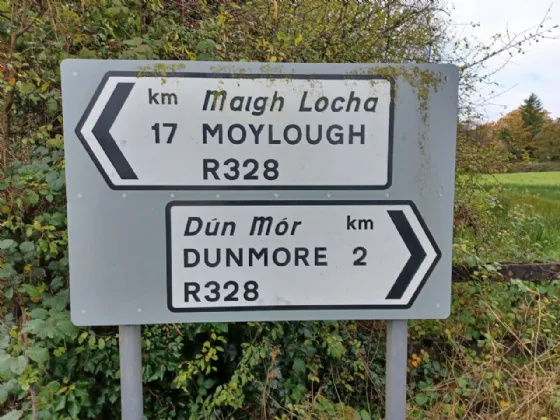 km Maigh Locha
17 MOYLOUGH
R328
Dún Mór km
DUNMORE 2
R328